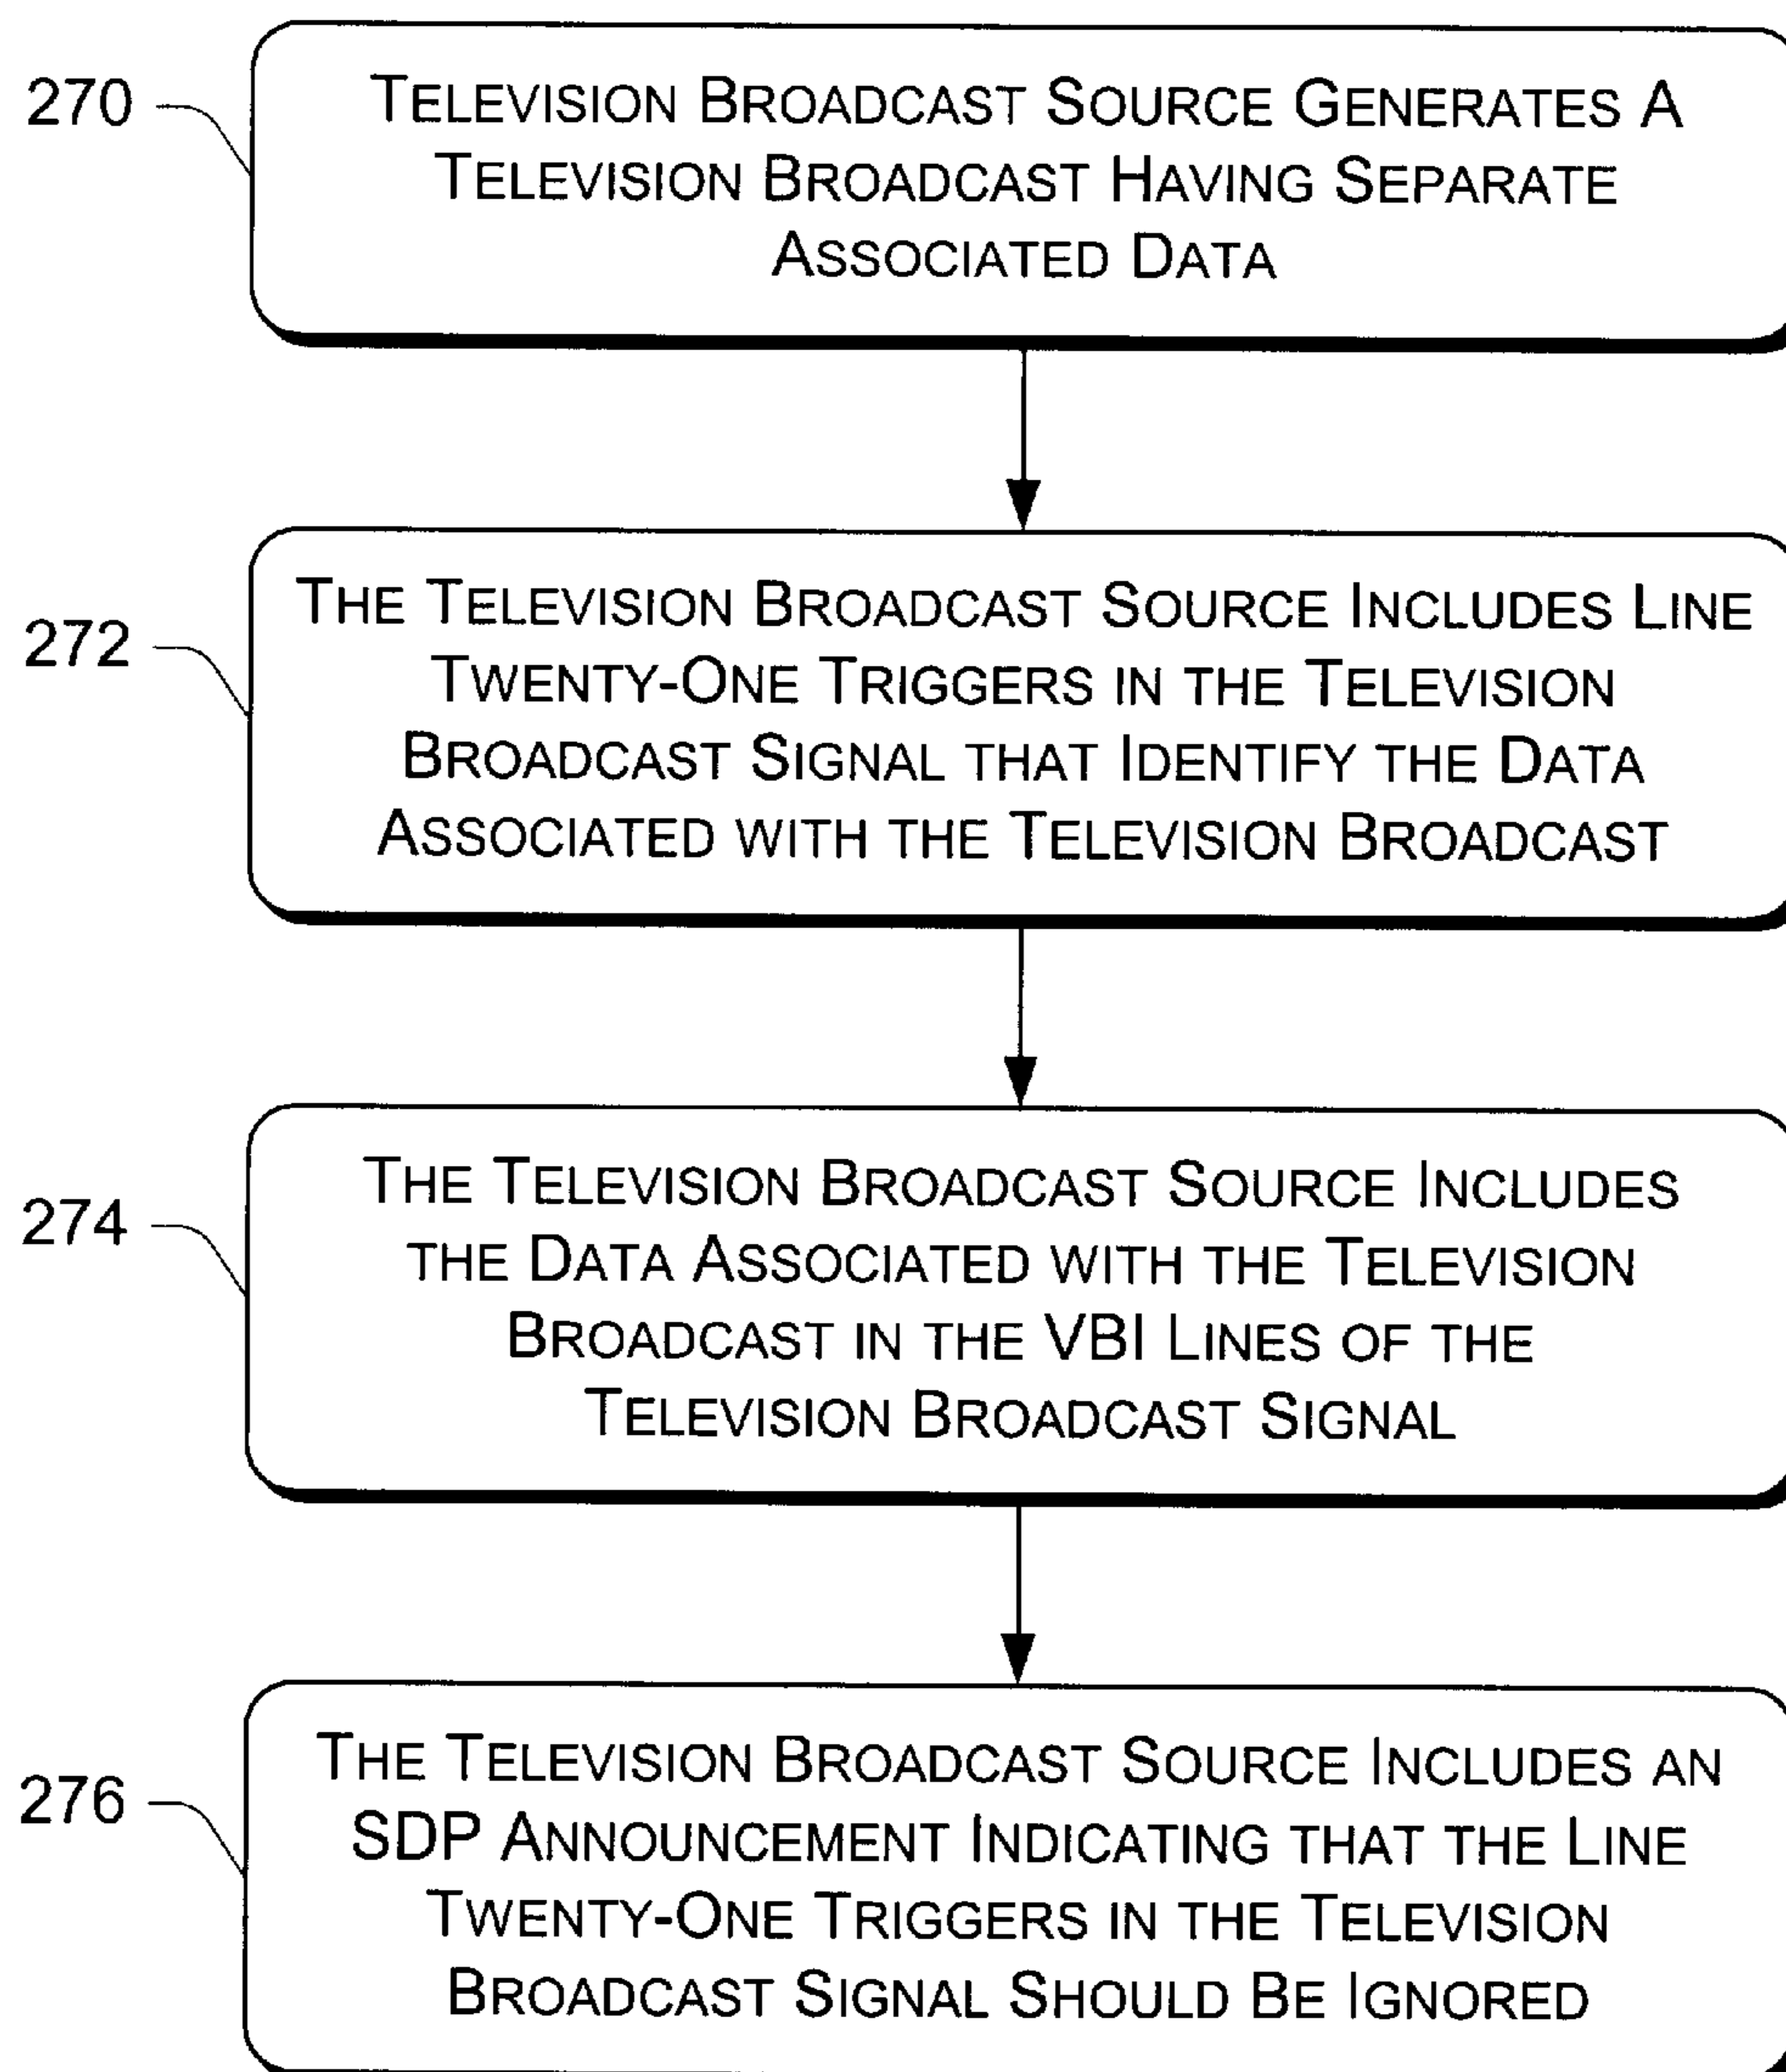 270
TELEVISION BROADCAST SOURCE GENERATES A
TELEVISION BROADCAST HAVING SEPARATE
ASSOCIATED DATA
272
THE TELEVISION BROADCAST SOURCE INCLUDES LINE
TWENTY-ONE TRIGGERS IN THE TELEVISION
BROADCAST SIGNAL THAT IDENTIFY THE DATA
ASSOCIATED WITH THE TELEVISION BROADCAST
274
THE TELEVISION BROADCAST SOURCE INCLUDES
THE DATA ASSOCIATED WITH THE TELEVISION
BROADCAST IN THE VBI LINES OF THE
TELEVISION BROADCAST SIGNAL
276
THE TELEVISION BROADCAST SOURCE INCLUDES AN
SDP ANNOUNCEMENT INDICATING THAT THE LINE
TWENTY-ONE TRIGGERS IN THE TELEVISION
BROADCAST SIGNAL SHOULD BE IGNORED